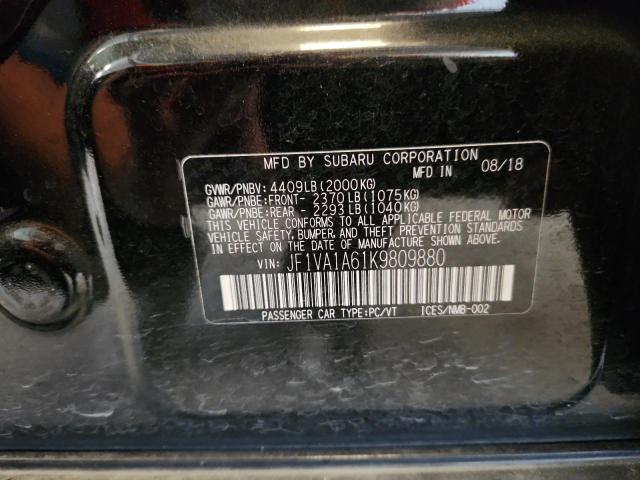 MFD BY SUBARU CORPORATION
MFD IN 08/18
GVWR/PNBV: 4409LB(2000KG)
GAWR/PNBE:FRONT- 2370LB(1075KG)
GAWR/PNBE:REAR - 2293LB(1040KG)
THIS VEHICLE CONFORMS TO ALL APPLICABLE FEDERAL MOTOR
VEHICLE SAFETY, BUMPER, AND THEFT PREVENTION STANDARDS
IN EFFECT ON THE DATE OF MANUFACTURE SHOWN ABOVE.
VIN: JF1VA1A61K9809880
PASSENGER CAR TYPE:PC/VT ICES/NMB-002